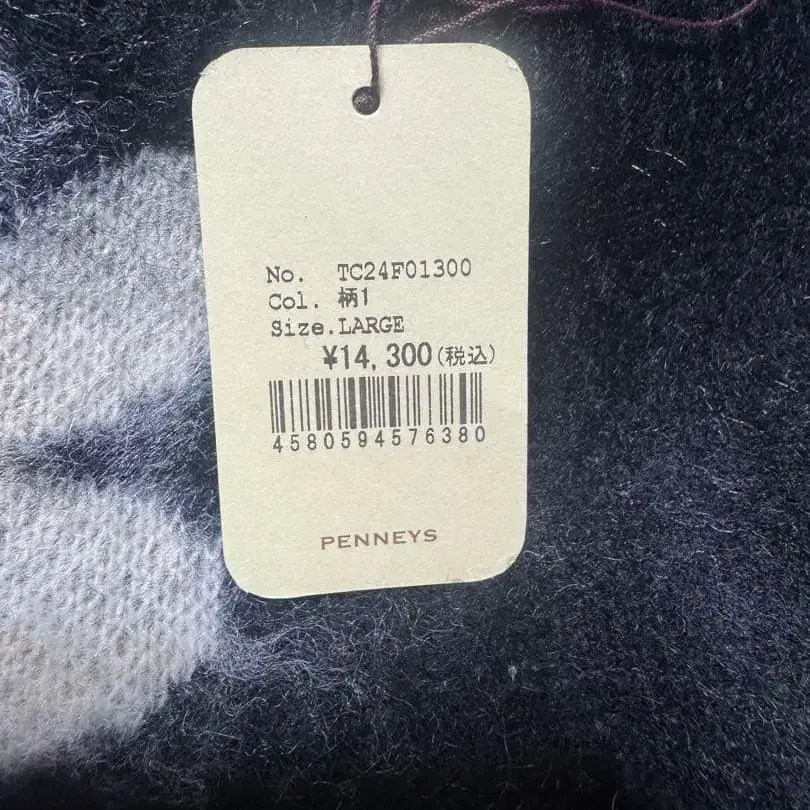 No. TC24F01300
Col. 柄1
Size.LARGE
¥14,300(税込)
4580594576380
PENNEYS